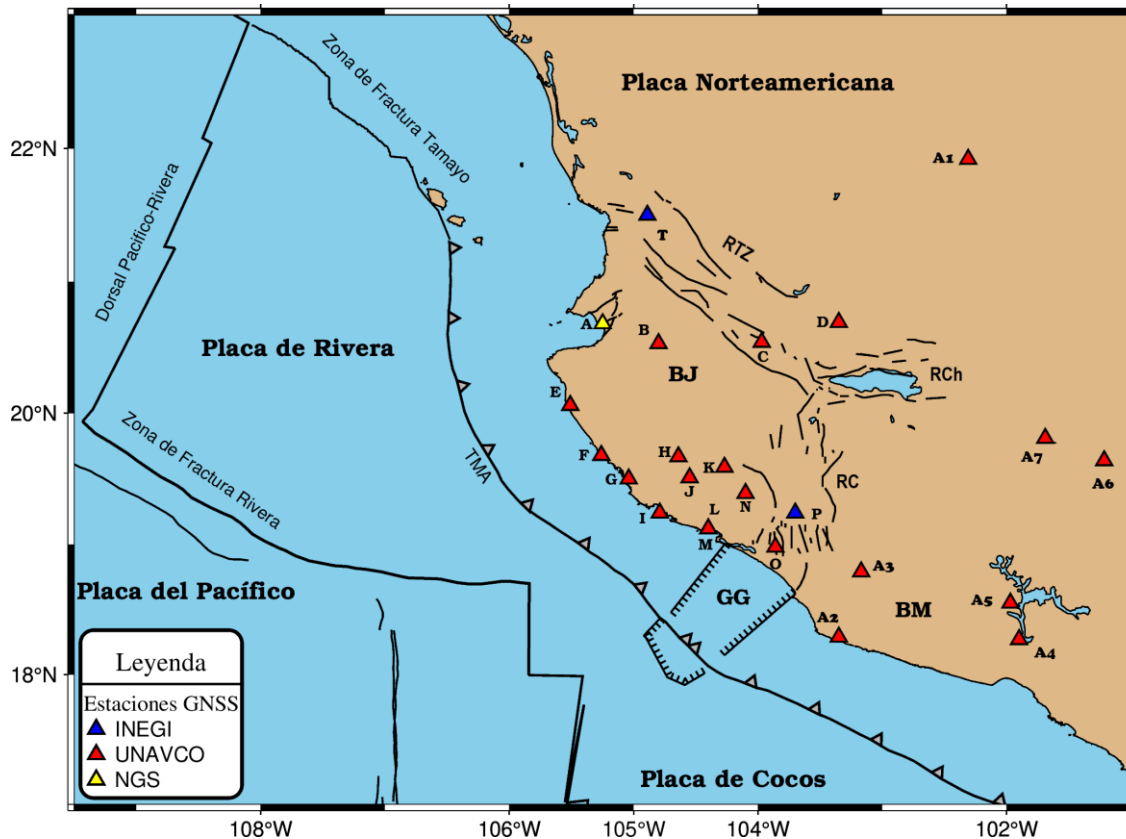 Placa Norteamericana
Zona de Fractura Tamayo
22°N
A1
T
RTZ
Dorsal Pacifico-Rivera
A
B
C
D
Placa de Rivera
BJ
RCh
20°N
E
Zona de Fractura Rivera
TMA
F
G
H
J
K
N
L
I
M
O
P
RC
A7
A6
A3
Placa del Pacífico
GG
BM
A5
A2
A4
Leyenda
Estaciones GNSS
INEGI
UNAVCO
NGS
18°N
Placa de Cocos
108°W
106°W
104°W
104°W
102°W